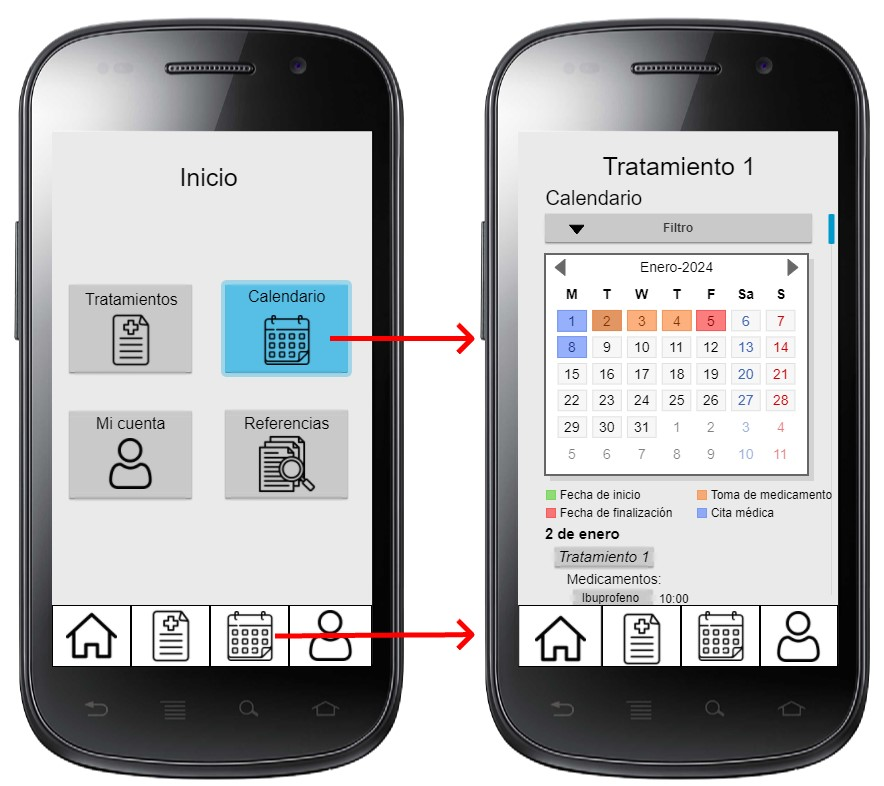 Inicio
Tratamientos
Calendario
Mi cuenta
Referencias
Tratamiento 1
Calendario
Filtro
Enero-2024
M T W T F Sa S
1 2 3 4 5 6 7
8 9 10 11 12 13 14
15 16 17 18 19 20 21
22 23 24 25 26 27 28
29 30 31 1 2 3 4
5 6 7 8 9 10 11
Fecha de inicio Toma de medicamento
Fecha de finalización Cita médica
2 de enero
Tratamiento 1
Medicamentos:
Ibuprofeno 10:00